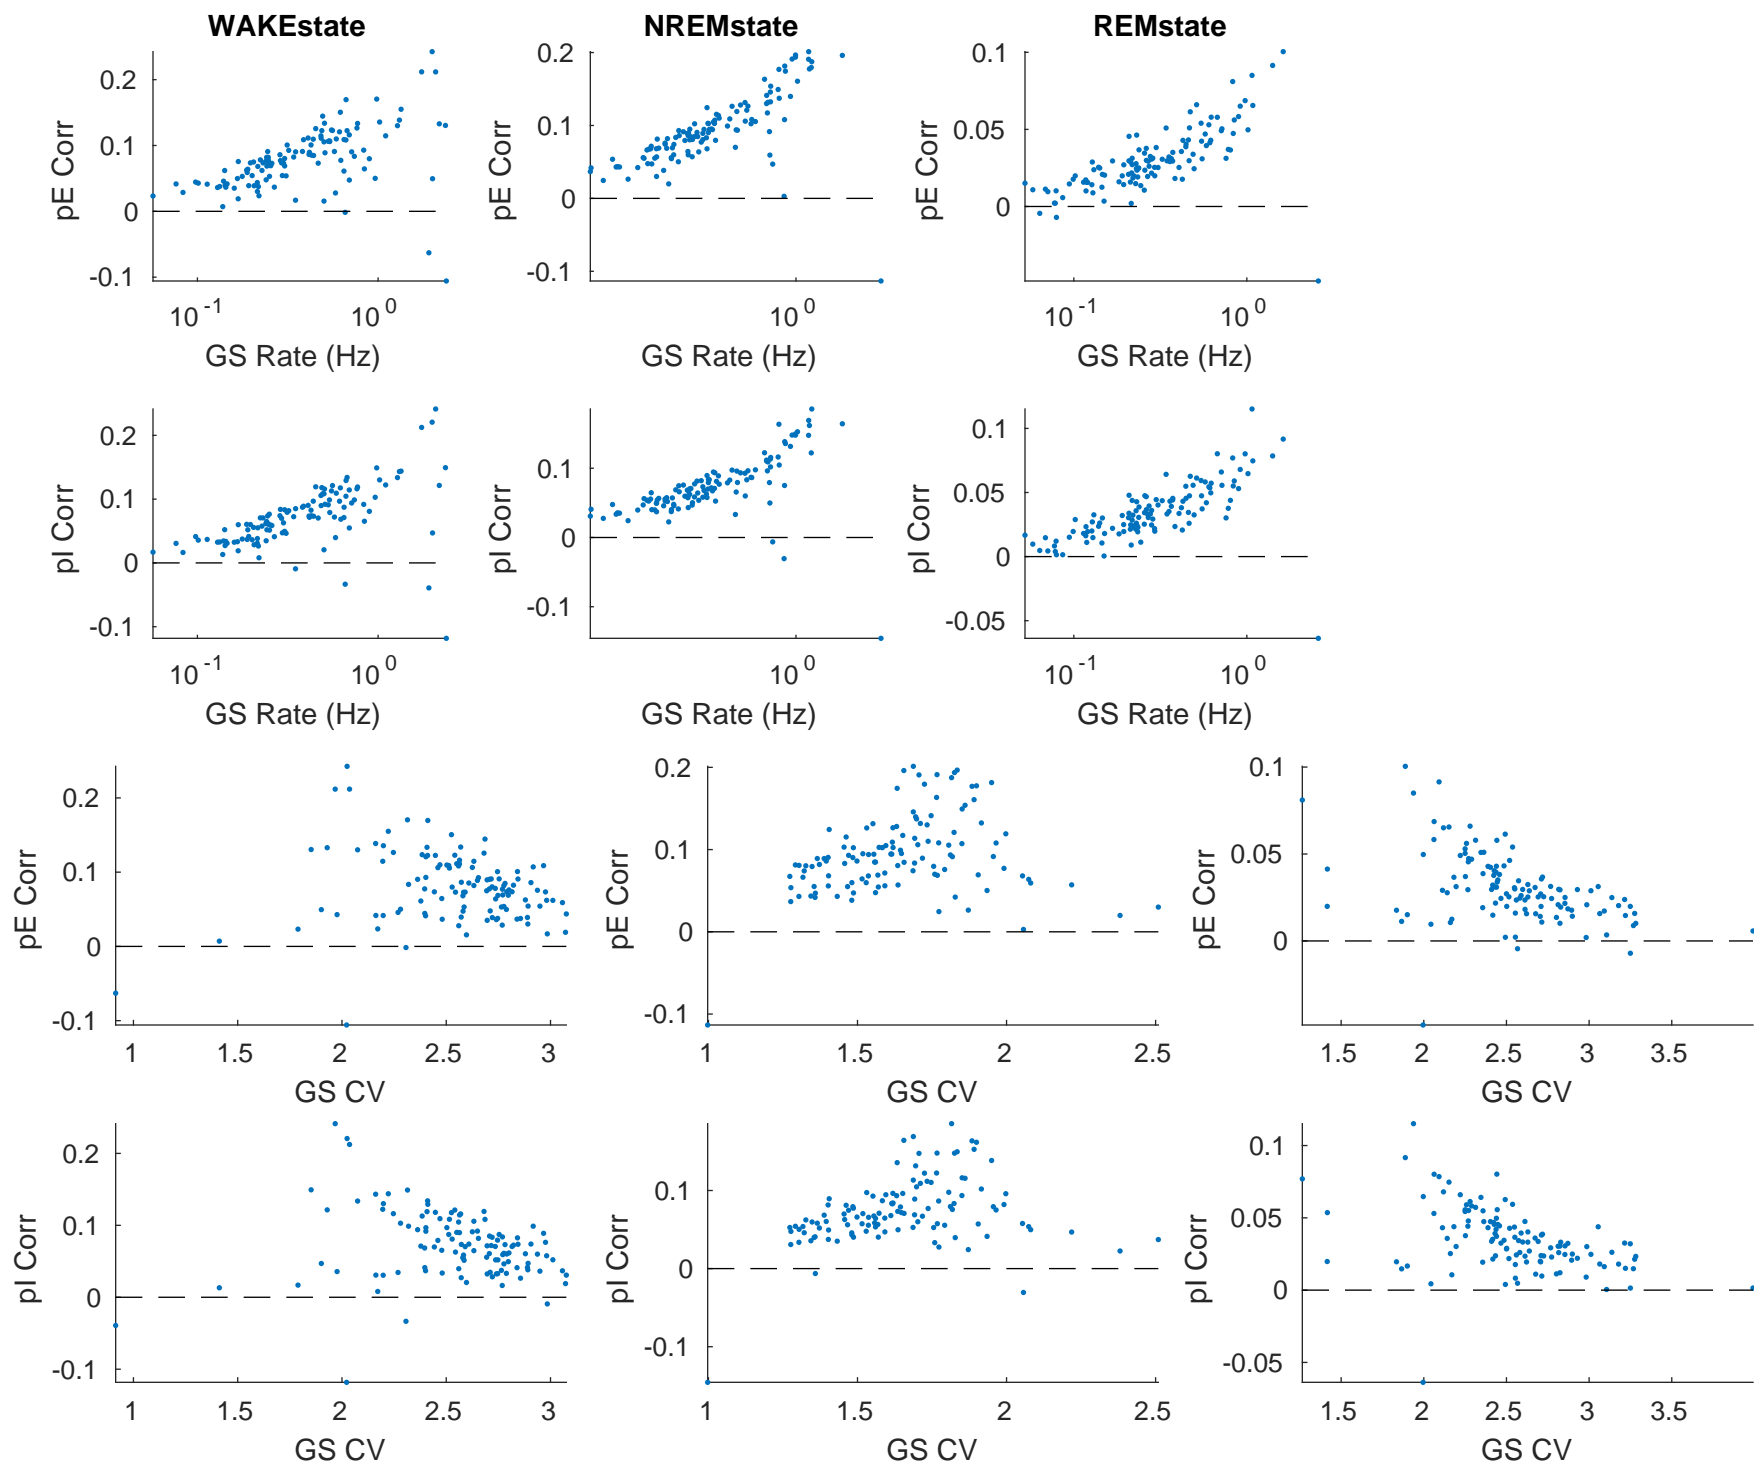 WAKEstate NREMstate REMstate
0.2 0.2 0.1
0.1 0.1 0.05
0 0 0
-0.1 -0.1
pE Corr pE Corr pE Corr
10^-1 10^0 10^0 10^-1 10^0
GS Rate (Hz) GS Rate (Hz) GS Rate (Hz)
0.2 0.1 0.1
0.1 0 0.05
0 -0.1 0
-0.1 -0.05
pI Corr pI Corr pI Corr
10^-1 10^0 10^0 10^-1 10^0
GS Rate (Hz) GS Rate (Hz) GS Rate (Hz)
0.2 0.2 0.1
0.1 0.1 0.05
0 0 0
-0.1 -0.1
pE Corr pE Corr pE Corr
1 1.5 2 2.5 3 1 1.5 2 2.5 1.5 2 2.5 3 3.5
GS CV GS CV GS CV
0.2 0.1 0.1
0.1 0 0.05
0 -0.1 0
-0.1 -0.05
pI Corr pI Corr pI Corr
1 1.5 2 2.5 3 1 1.5 2 2.5 1.5 2 2.5 3 3.5
GS CV GS CV GS CV